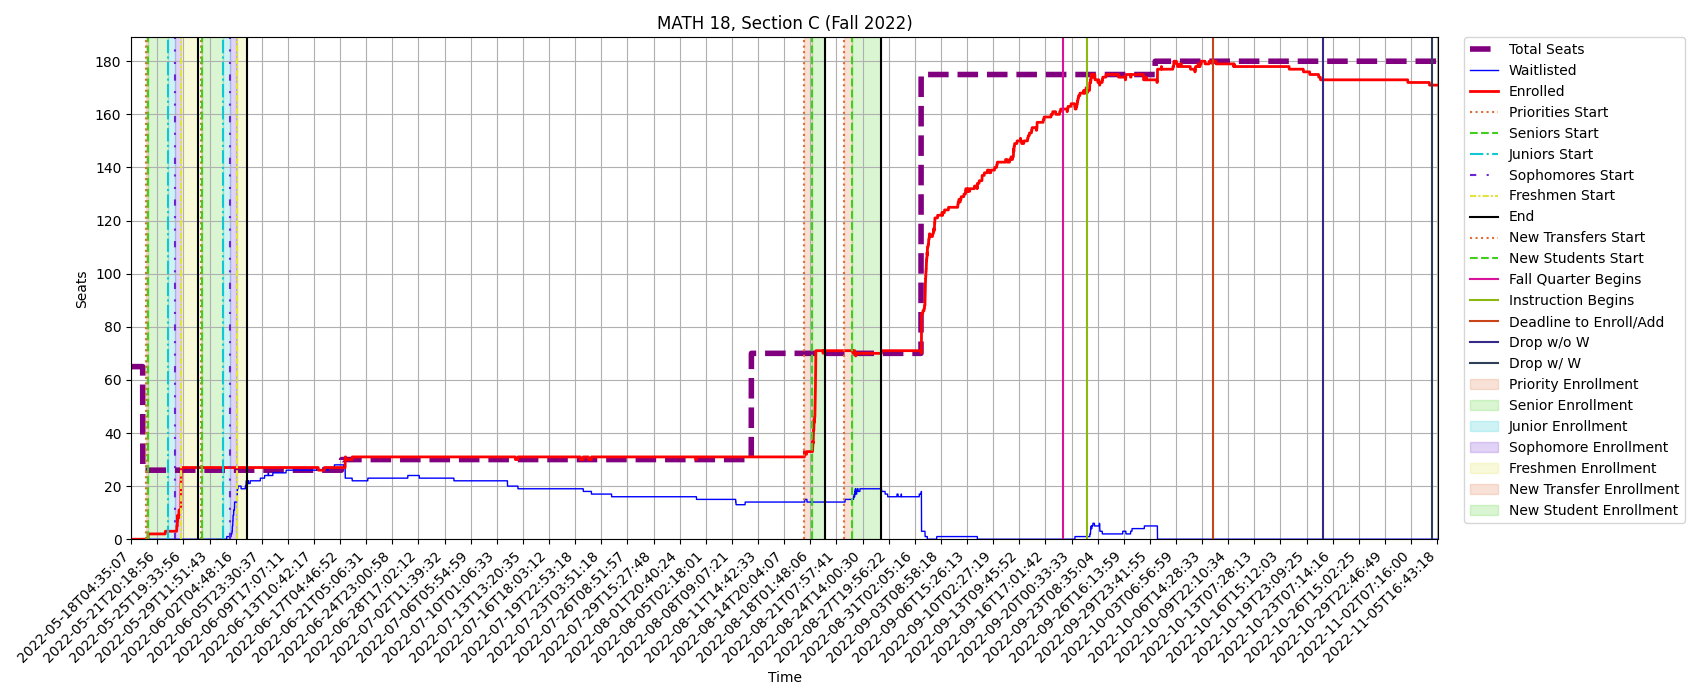 MATH 18, Section C (Fall 2022)
Seats
180
160
140
120
100
80
60
40
20
0
2022-05-18T04:35:07
2022-05-21T20:18:56
2022-05-25T19:33:56
2022-05-29T11:51:43
2022-06-02T04:48:16
2022-06-05T23:30:37
2022-06-09T17:07:11
2022-06-13T10:42:17
2022-06-17T04:46:52
2022-06-21T05:06:31
2022-06-24T23:00:58
2022-06-28T17:02:12
2022-07-02T11:39:32
2022-07-06T05:54:59
2022-07-10T01:06:33
2022-07-13T13:20:35
2022-07-16T18:03:12
2022-07-19T22:53:18
2022-07-23T03:51:18
2022-07-26T08:51:57
2022-07-29T15:27:48
2022-08-01T20:40:24
2022-08-05T02:18:01
2022-08-08T09:07:21
2022-08-11T14:42:33
2022-08-14T20:04:07
2022-08-18T01:48:06
2022-08-21T07:57:41
2022-08-24T14:00:30
2022-08-27T19:56:22
2022-08-31T02:05:16
2022-09-03T08:58:18
2022-09-06T15:26:13
2022-09-10T02:27:19
2022-09-13T09:45:52
2022-09-16T17:01:42
2022-09-20T00:33:33
2022-09-23T08:35:04
2022-09-26T16:13:59
2022-09-29T23:41:55
2022-10-03T06:56:59
2022-10-06T14:28:33
2022-10-09T22:10:34
2022-10-13T07:28:13
2022-10-16T15:12:03
2022-10-19T23:09:25
2022-10-23T07:14:16
2022-10-26T15:02:25
2022-10-29T22:46:49
2022-11-02T07:16:00
2022-11-05T16:43:18
Time
Total Seats
Waitlisted
Enrolled
Priorities Start
Seniors Start
Juniors Start
Sophomores Start
Freshmen Start
End
New Transfers Start
New Students Start
Fall Quarter Begins
Instruction Begins
Deadline to Enroll/Add
Drop w/o W
Drop w/ W
Priority Enrollment
Senior Enrollment
Junior Enrollment
Sophomore Enrollment
Freshmen Enrollment
New Transfer Enrollment
New Student Enrollment